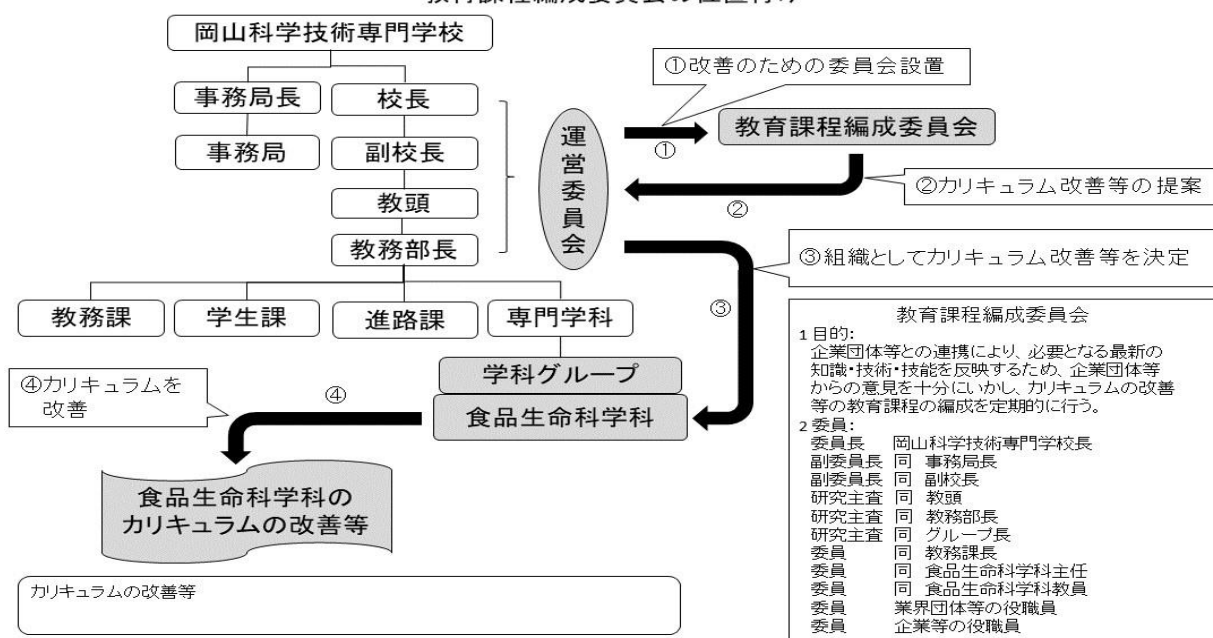 岡山科学技術専門学校
事務局長
校長
事務局
副校長
教頭
教務部長
教務課
学生課
進路課
専門学科
学科グループ
食品生命科学科
運営委員会
①改善のための委員会設置
①
教育課程編成委員会
②カリキュラム改善等の提案
②
③組織としてカリキュラム改善等を決定
③
④カリキュラムを
改善
④
食品生命科学科の
カリキュラムの改善等
カリキュラムの改善等
教育課程編成委員会
1 目的:
企業団体等との連携により、必要となる最新の
知識・技術・技能を反映するため、企業団体等
からの意見を十分にいかし、カリキュラムの改善
等の教育課程の編成を定期的に行う。
2 委員:
委員長 岡山科学技術専門学校長
副委員長 同 事務局長
副委員長 同 副校長
研究主査 同 教頭
研究主査 同 教務部長
研究主査 同 グループ長
委員 同 教務課長
委員 同 食品生命科学科主任
委員 同 食品生命科学科教員
委員 業界団体等の役職員
委員 企業等の役職員